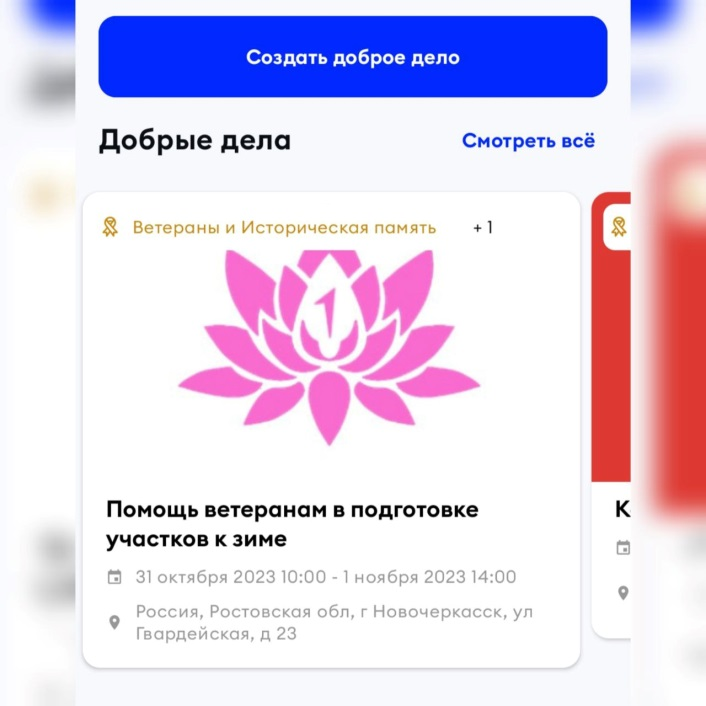 Создать доброе дело
Добрые дела
Смотреть всё
Ветераны и Историческая память
+ 1
1
Помощь ветеранам в подготовке
участков к зиме
31 октября 2023 10:00 - 1 ноября 2023 14:00
Россия, Ростовская обл, г Новочеркасск, ул
Гвардейская, д 23